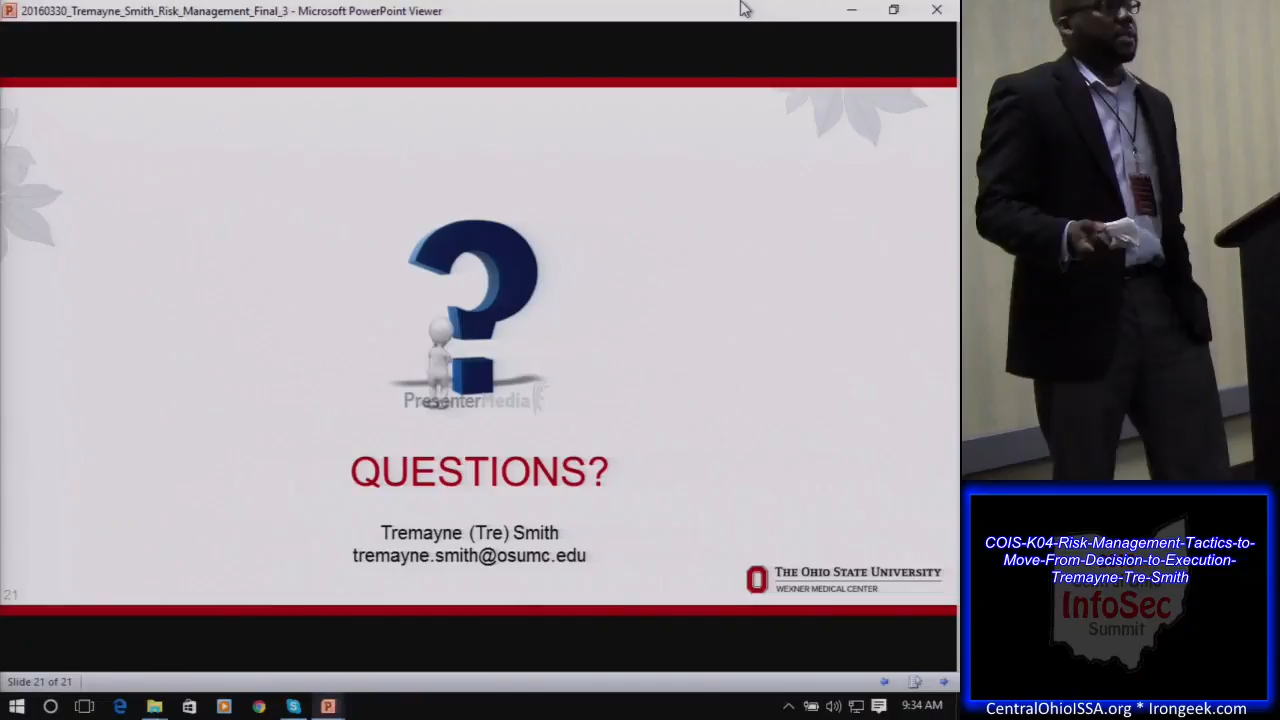 20160330_Tremayne_Smith_Risk_Management_Final_3 - Microsoft PowerPoint Viewer
PresenterMedia
QUESTIONS?
Tremayne (Tre) Smith
tremayne.smith@osumc.edu
THE OHIO STATE UNIVERSITY
WEXNER MEDICAL CENTER
21
Slide 21 of 21
9:34 AM
COIS-K04-Risk-Management-Tactics-to-
Move-From-Decision-to-Execution-
Tremayne-Tre-Smith
InfoSec
Summit
CentralOhioISSA.org * Irongeek.com